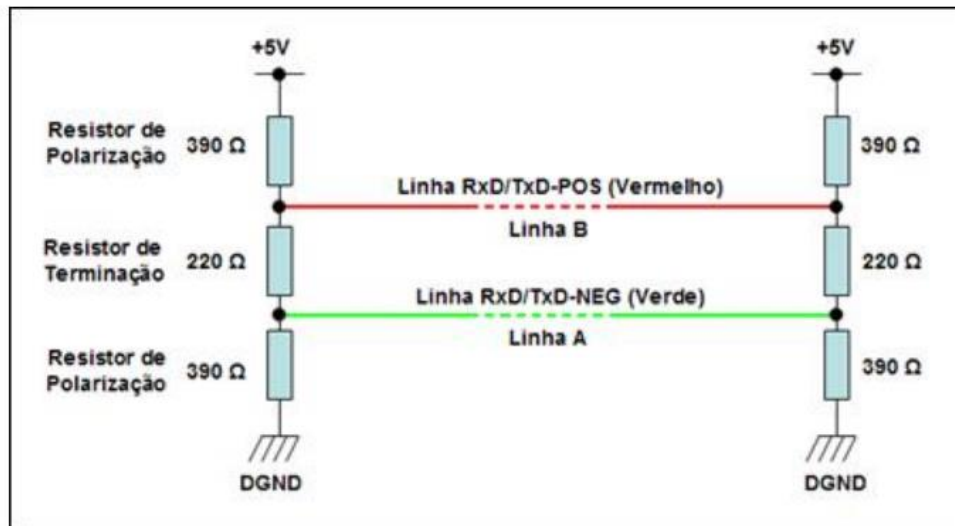 +5V
+5V
Resistor de
Polarização
390 Ω
390 Ω
Linha RxD/TxD-POS (Vermelho)
Linha B
Resistor de
Terminação
220 Ω
220 Ω
Linha RxD/TxD-NEG (Verde)
Linha A
Resistor de
Polarização
390 Ω
390 Ω
DGND
DGND